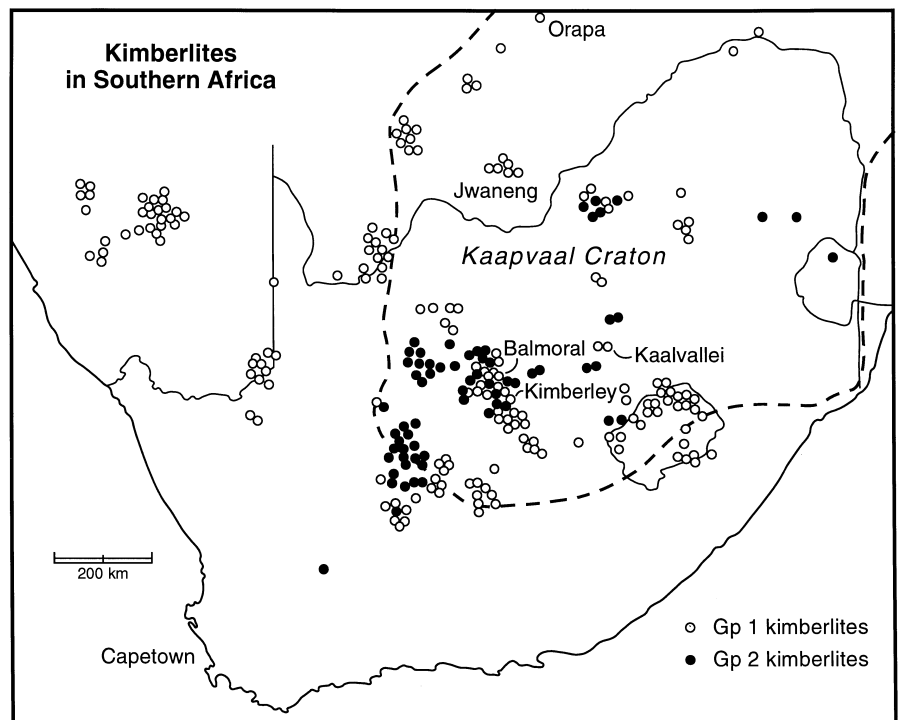 Kimberlites
in Southern Africa
Orapa
Jwaneng
Kaapvaal Craton
Balmoral
Kaalvallei
Kimberley
200 km
Capetown
Gp 1 kimberlites
Gp 2 kimberlites